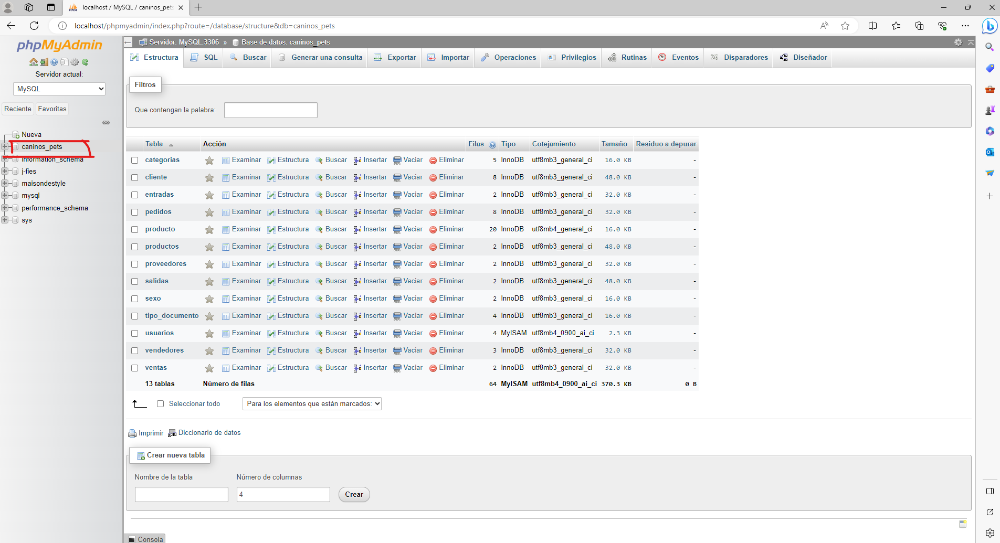 localhost / MySQL / caninos_pets
localhost/phpmyadmin/index.php?route=/database/structure&db=caninos_pets
phpMyAdmin
Servidor actual:
MySQL
Reciente Favoritas
Nueva
caninos_pets
information_schema
j-fies
maisondestyle
mysql
performance_schema
sys
Servidor: MySQL:3306 » Base de datos: caninos_pets
Estructura SQL Buscar Generar una consulta Exportar Importar Operaciones Privilegios Rutinas Eventos Disparadores Diseñador
Filtros
Que contengan la palabra:
Tabla Acción Filas Tipo Cotejamiento Tamaño Residuo a depurar
categorias Examinar Estructura Buscar Insertar Vaciar Eliminar 5 InnoDB utf8mb3_general_ci 16.0 KB -
cliente Examinar Estructura Buscar Insertar Vaciar Eliminar 8 InnoDB utf8mb3_general_ci 48.0 KB -
entradas Examinar Estructura Buscar Insertar Vaciar Eliminar 2 InnoDB utf8mb3_general_ci 32.0 KB -
pedidos Examinar Estructura Buscar Insertar Vaciar Eliminar 8 InnoDB utf8mb3_general_ci 32.0 KB -
producto Examinar Estructura Buscar Insertar Vaciar Eliminar 20 InnoDB utf8mb4_general_ci 16.0 KB -
productos Examinar Estructura Buscar Insertar Vaciar Eliminar 2 InnoDB utf8mb3_general_ci 48.0 KB -
proveedores Examinar Estructura Buscar Insertar Vaciar Eliminar 2 InnoDB utf8mb3_general_ci 32.0 KB -
salidas Examinar Estructura Buscar Insertar Vaciar Eliminar 2 InnoDB utf8mb3_general_ci 48.0 KB -
sexo Examinar Estructura Buscar Insertar Vaciar Eliminar 2 InnoDB utf8mb3_general_ci 16.0 KB -
tipo_documento Examinar Estructura Buscar Insertar Vaciar Eliminar 4 InnoDB utf8mb3_general_ci 16.0 KB -
usuarios Examinar Estructura Buscar Insertar Vaciar Eliminar 4 MyISAM utf8mb4_0900_ai_ci 2.3 KB -
vendedores Examinar Estructura Buscar Insertar Vaciar Eliminar 3 InnoDB utf8mb3_general_ci 32.0 KB -
ventas Examinar Estructura Buscar Insertar Vaciar Eliminar 2 InnoDB utf8mb3_general_ci 32.0 KB -
13 tablas Número de filas 64 MyISAM utf8mb4_0900_ai_ci 370.3 KB 0 B
Seleccionar todo Para los elementos que están marcados:
Imprimir Diccionario de datos
Crear nueva tabla
Nombre de la tabla Número de columnas
4 Crear
Consola